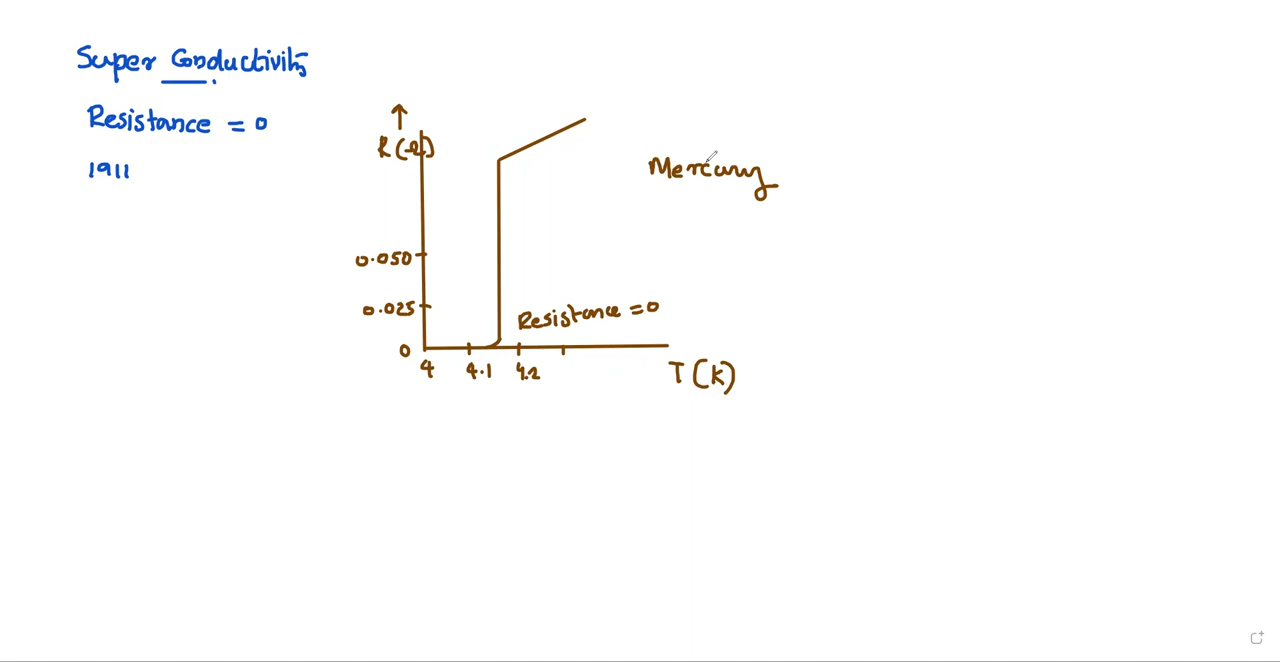 Super Conductivity
Resistance = 0
1911
R (Ω)
Mercury
0.050
0.025
Resistance = 0
0
4
4.1
4.2
T (K)